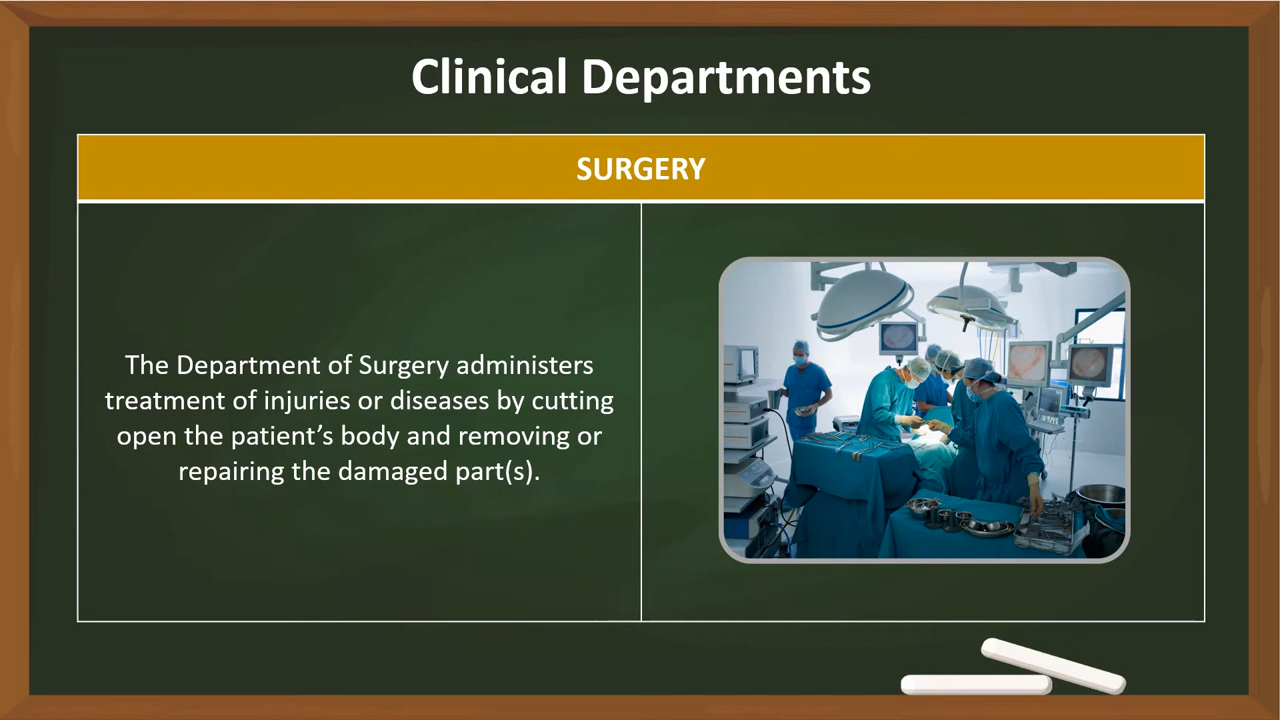 Clinical Departments
SURGERY
The Department of Surgery administers
treatment of injuries or diseases by cutting
open the patient’s body and removing or
repairing the damaged part(s).